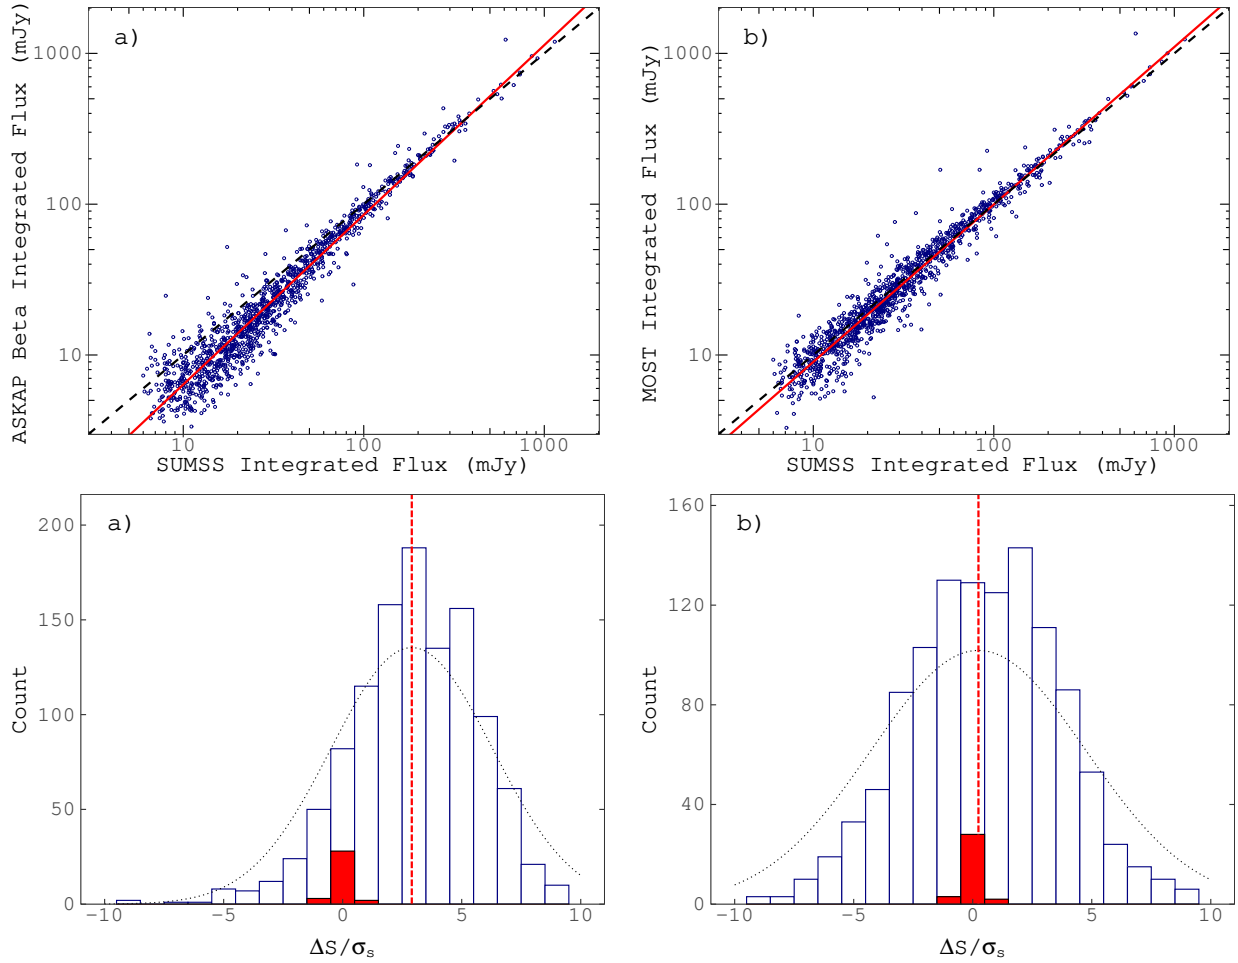 a)
1000
100
10
ASKAP Beta Integrated Flux (mJy)
10 100 1000
SUMSS Integrated Flux (mJy)
b)
1000
100
10
MOST Integrated Flux (mJy)
10 100 1000
SUMSS Integrated Flux (mJy)
a)
200
150
100
50
0
Count
−10 −5 0 5 10
ΔS/σs
b)
160
120
80
40
0
Count
−10 −5 0 5 10
ΔS/σs